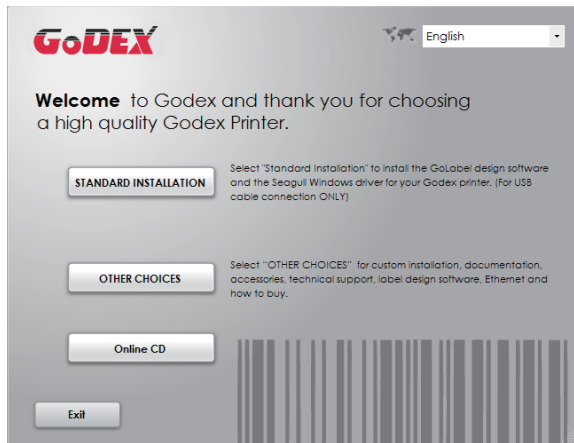 GoDEX
English
Welcome to Godex and thank you for choosing
a high quality Godex Printer.
STANDARD INSTALLATION
Select "Standard Installation" to install the GoLabel design software
and the Seagull Windows driver for your Godex printer. (For USB
cable connection ONLY)
OTHER CHOICES
Select "OTHER CHOICES" for custom installation, documentation,
accessories, technical support, label design software, Ethernet and
how to buy.
Online CD
Exit